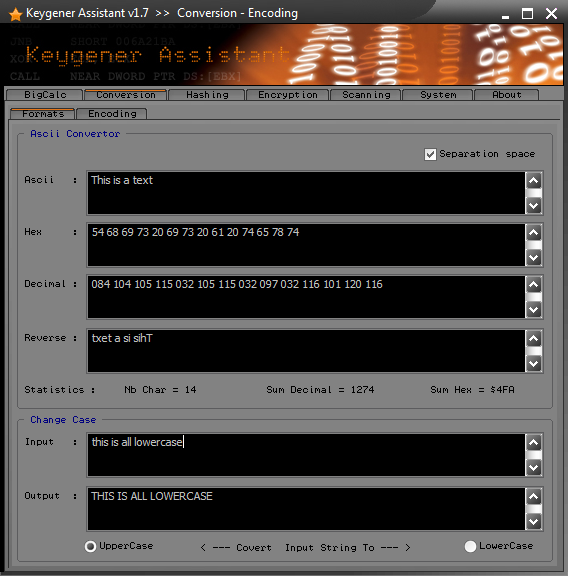 Keygener Assistant v1.7 >> Conversion - Encoding
JNB SHORT 006A21BA
Keygener Assistant
CALL NEAR DWORD PTR DS:[EBX]
BigCalc Conversion Hashing Encryption Scanning System About
Formats Encoding
Ascii Convertor
Separation space
Ascii : This is a text
Hex : 54 68 69 73 20 69 73 20 61 20 74 65 78 74
Decimal : 084 104 105 115 032 105 115 032 097 032 116 101 120 116
Reverse : txet a si sihT
Statistics : Nb Char = 14 Sum Decimal = 1274 Sum Hex = $4FA
Change Case
Input : this is all lowercase
Output : THIS IS ALL LOWERCASE
UpperCase < --- Covert Input String To --- > LowerCase